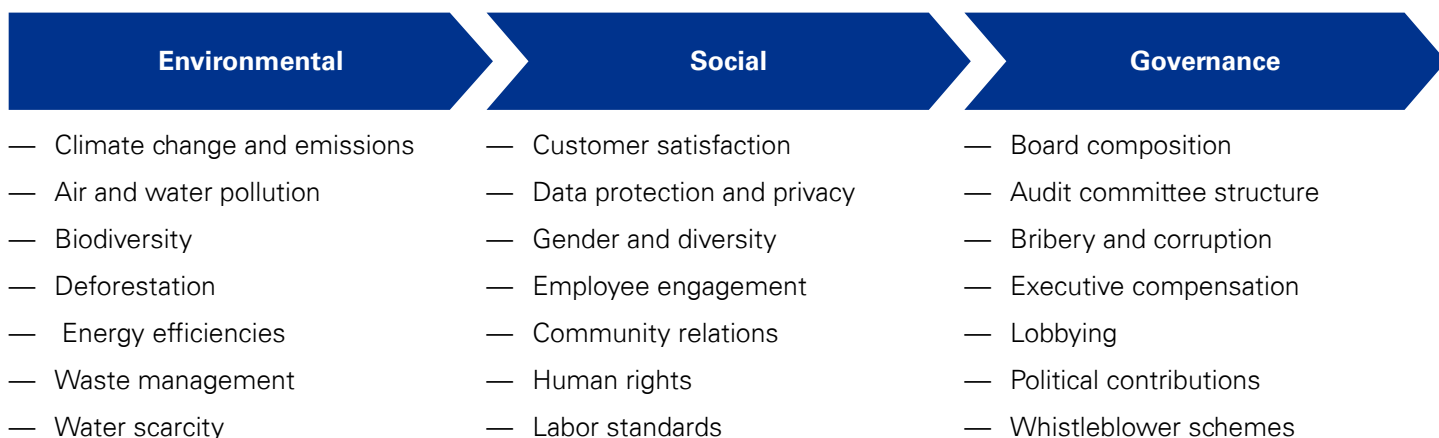 Environmental
— Climate change and emissions
— Air and water pollution
— Biodiversity
— Deforestation
— Energy efficiencies
— Waste management
— Water scarcity
Social
— Customer satisfaction
— Data protection and privacy
— Gender and diversity
— Employee engagement
— Community relations
— Human rights
— Labor standards
Governance
— Board composition
— Audit committee structure
— Bribery and corruption
— Executive compensation
— Lobbying
— Political contributions
— Whistleblower schemes